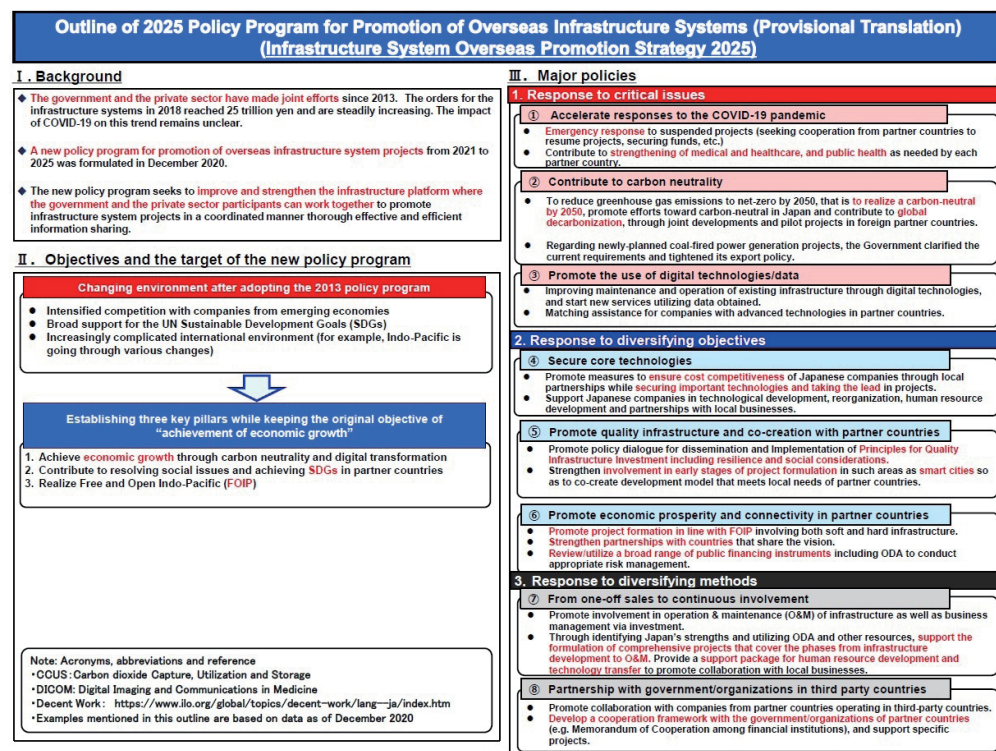 Outline of 2025 Policy Program for Promotion of Overseas Infrastructure Systems (Provisional Translation)
(Infrastructure System Overseas Promotion Strategy 2025)
Ⅰ. Background
◆ The government and the private sector have made joint efforts since 2013. The orders for the
infrastructure systems in 2018 reached 25 trillion yen and are steadily increasing. The impact
of COVID-19 on this trend remains unclear.
◆ A new policy program for promotion of overseas infrastructure system projects from 2021 to
2025 was formulated in December 2020.
◆ The new policy program seeks to improve and strengthen the infrastructure platform where
the government and the private sector participants can work together to promote
infrastructure system projects in a coordinated manner thorough effective and efficient
information sharing.
Ⅱ. Objectives and the target of the new policy program
Changing environment after adopting the 2013 policy program
● Intensified competition with companies from emerging economies
● Broad support for the UN Sustainable Development Goals (SDGs)
● Increasingly complicated international environment (for example, Indo-Pacific is
going through various changes)
Establishing three key pillars while keeping the original objective of
“achievement of economic growth”
1. Achieve economic growth through carbon neutrality and digital transformation
2. Contribute to resolving social issues and achieving SDGs in partner countries
3. Realize Free and Open Indo-Pacific (FOIP)
Note: Acronyms, abbreviations and reference
・CCUS:Carbon dioxide Capture, Utilization and Storage
・DICOM: Digital Imaging and Communications in Medicine
・Decent Work: https://www.ilo.org/global/topics/decent-work/lang--ja/index.htm
・Examples mentioned in this outline are based on data as of December 2020
Ⅲ. Major policies
1. Response to critical issues
① Accelerate responses to the COVID-19 pandemic
● Emergency response to suspended projects (seeking cooperation from partner countries to
resume projects, securing funds, etc.)
● Contribute to strengthening of medical and healthcare, and public health as needed by each
partner country.
② Contribute to carbon neutrality
● To reduce greenhouse gas emissions to net-zero by 2050, that is to realize a carbon-neutral
by 2050, promote efforts toward carbon-neutral in Japan and contribute to global
decarbonization, through joint developments and pilot projects in foreign partner countries.
● Regarding newly-planned coal-fired power generation projects, the Government clarified the
current requirements and tightened its export policy.
③ Promote the use of digital technologies/data
● Improving maintenance and operation of existing infrastructure through digital technologies,
and start new services utilizing data obtained.
● Matching assistance for companies with advanced technologies in partner countries.
2. Response to diversifying objectives
④ Secure core technologies
● Promote measures to ensure cost competitiveness of Japanese companies through local
partnerships while securing important technologies and taking the lead in projects.
● Support Japanese companies in technological development, reorganization, human resource
development and partnerships with local businesses.
⑤ Promote quality infrastructure and co-creation with partner countries
● Promote policy dialogue for dissemination and Implementation of Principles for Quality
Infrastructure Investment including resilience and social considerations.
● Strengthen involvement in early stages of project formulation in such areas as smart cities so
as to co-create development model that meets local needs of partner countries.
⑥ Promote economic prosperity and connectivity in partner countries
● Promote project formation in line with FOIP involving both soft and hard infrastructure.
● Strengthen partnerships with countries that share the vision.
● Review/utilize a broad range of public financing instruments including ODA to conduct
appropriate risk management.
3. Response to diversifying methods
⑦ From one-off sales to continuous involvement
● Promote involvement in operation & maintenance (O&M) of infrastructure as well as business
management via investment.
● Through identifying Japan's strengths and utilizing ODA and other resources, support the
formulation of comprehensive projects that cover the phases from infrastructure
development to O&M. Provide a support package for human resource development and
technology transfer to promote collaboration with local businesses.
⑧ Partnership with government/organizations in third party countries
● Promote collaboration with companies from partner countries operating in third-party countries.
● Develop a cooperation framework with the government/organizations of partner countries
(e.g. Memorandum of Cooperation among financial institutions), and support specific
projects.